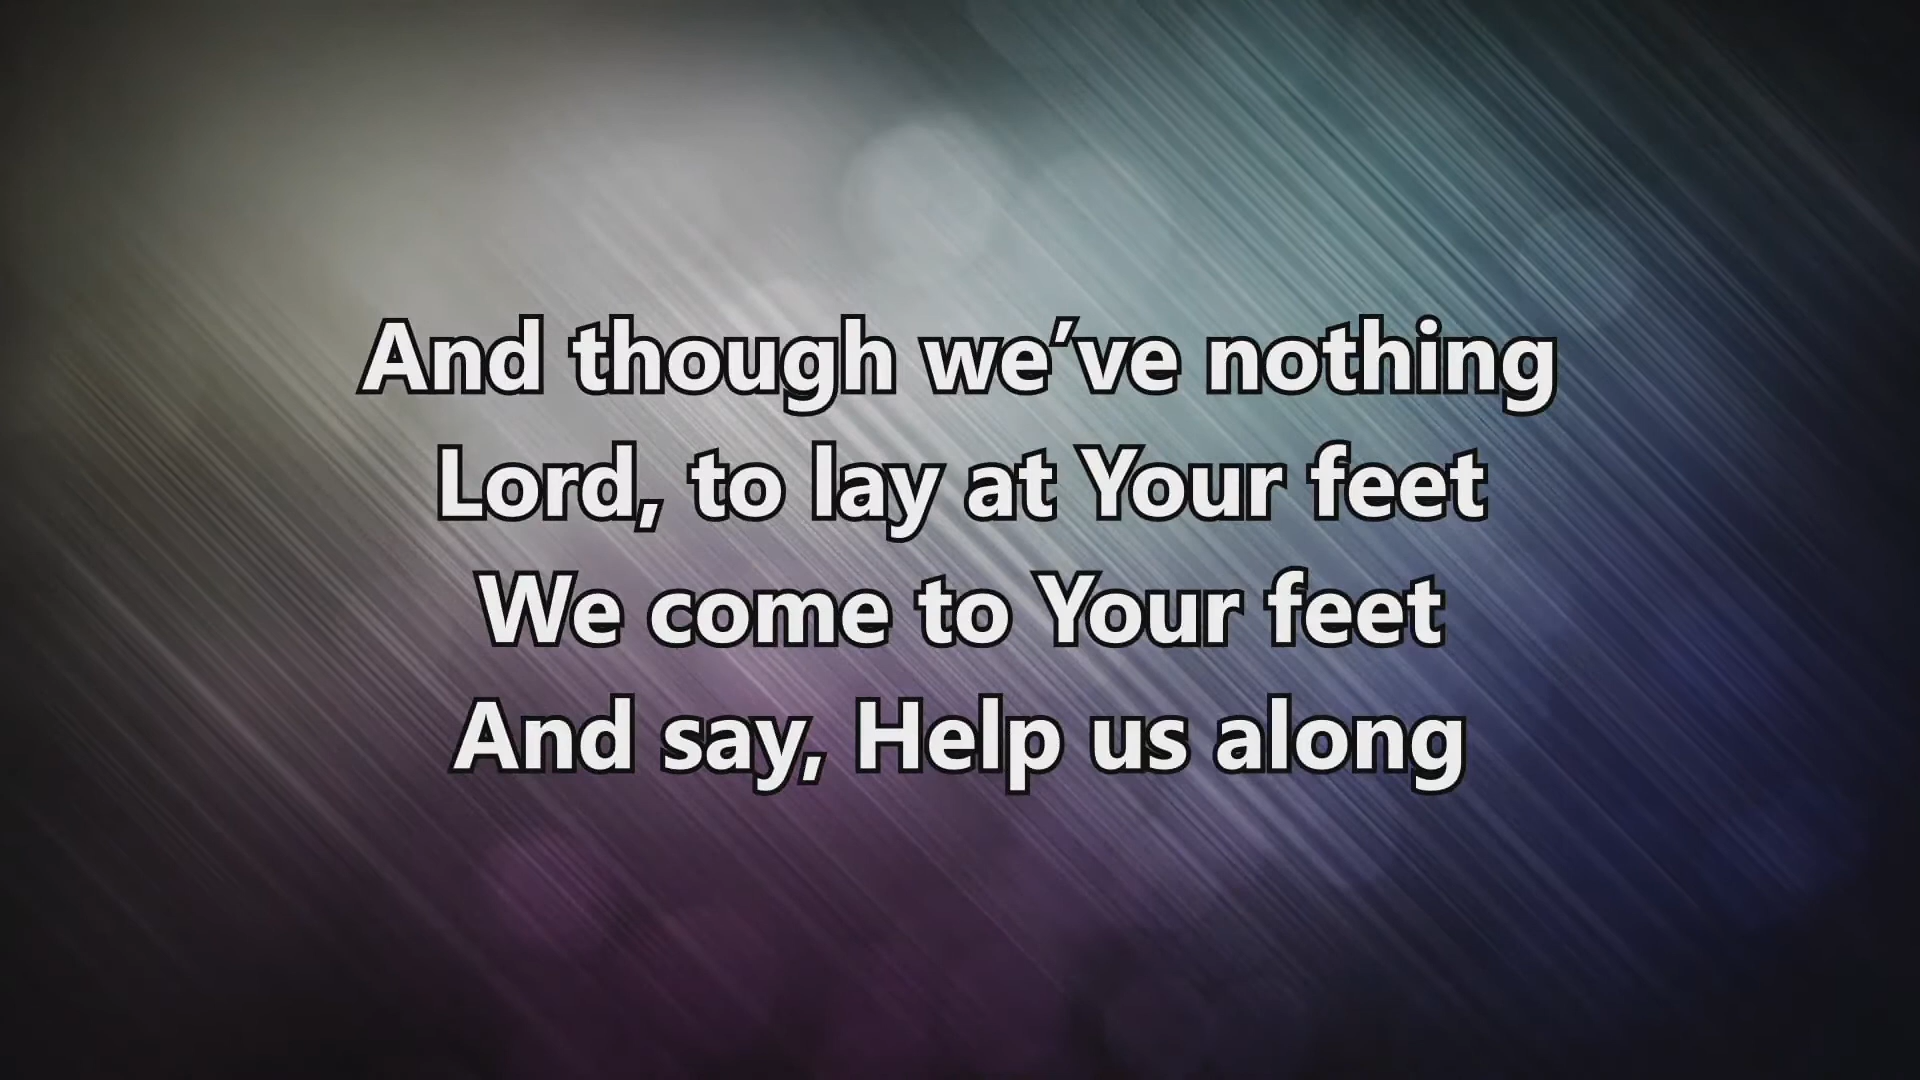 And though we’ve nothing
Lord, to lay at Your feet
We come to Your feet
And say, Help us along